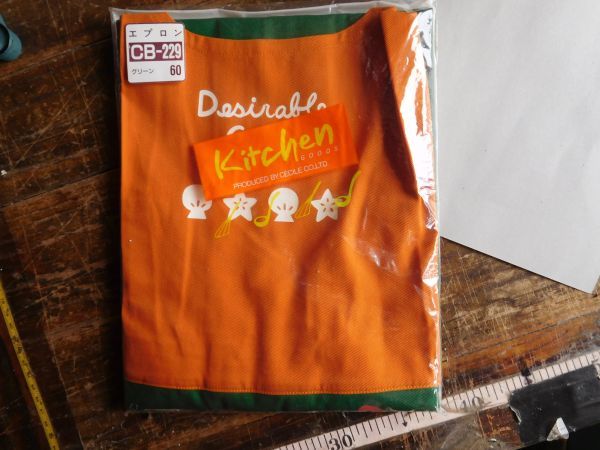 エプロン
CB-229
グリーン 60
Desirable
Kitchen
GOODS
PRODUCED BY CECILE CO.,LTD
30
10